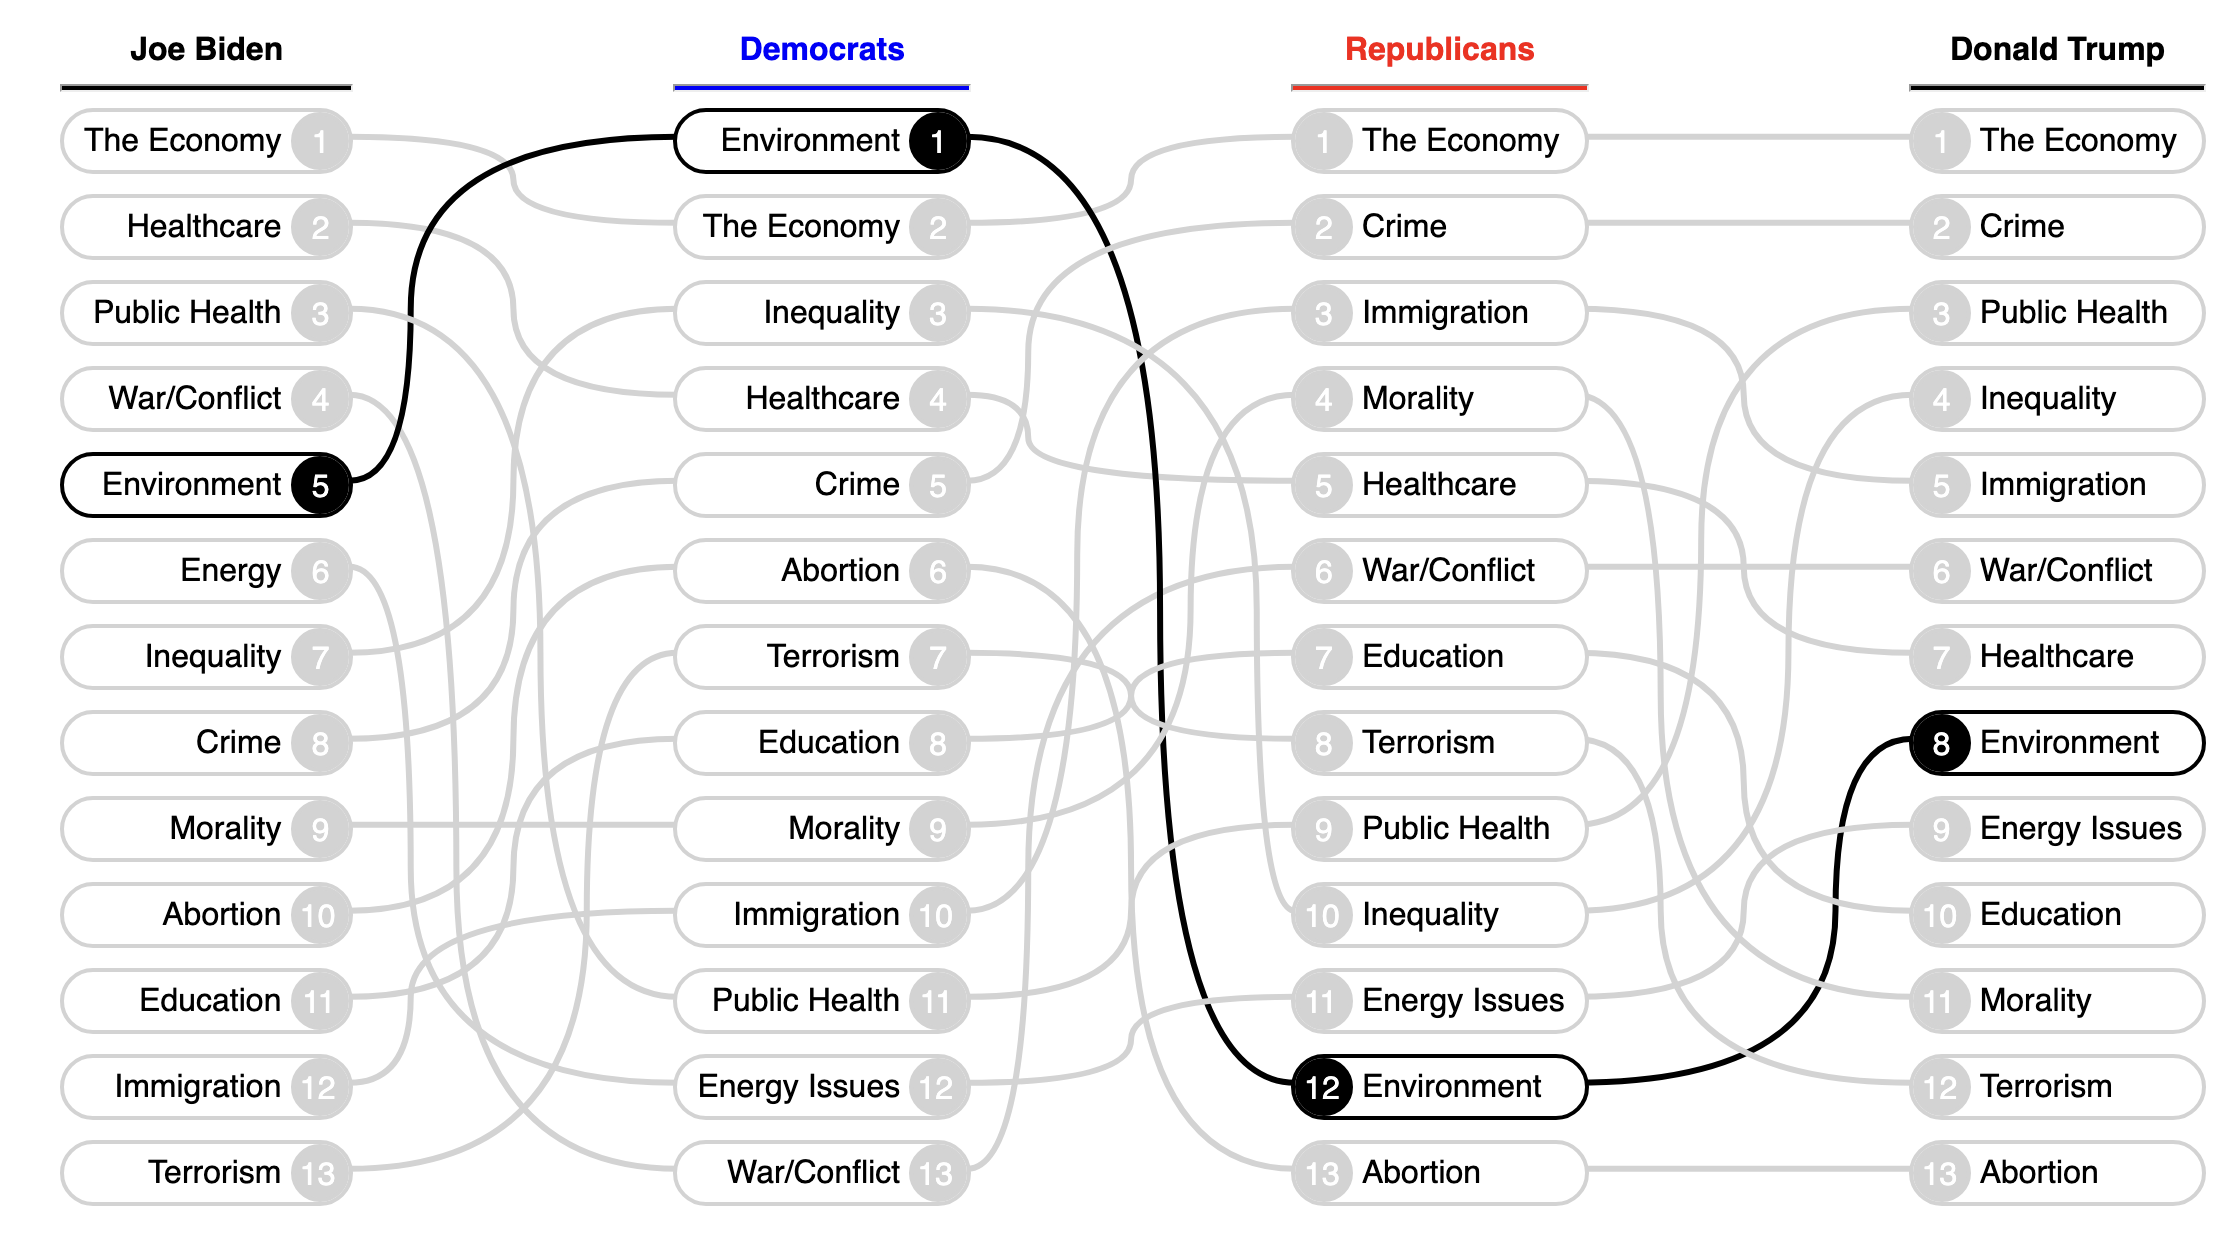 Joe Biden Democrats Republicans Donald Trump
The Economy 1 Environment 1 1 The Economy 1 The Economy
Healthcare 2 The Economy 2 2 Crime 2 Crime
Public Health 3 Inequality 3 3 Immigration 3 Public Health
War/Conflict 4 Healthcare 4 4 Morality 4 Inequality
Environment 5 Crime 5 5 Healthcare 5 Immigration
Energy 6 Abortion 6 6 War/Conflict 6 War/Conflict
Inequality 7 Terrorism 7 7 Education 7 Healthcare
Crime 8 Education 8 8 Terrorism 8 Environment
Morality 9 Morality 9 9 Public Health 9 Energy Issues
Abortion 10 Immigration 10 10 Inequality 10 Education
Education 11 Public Health 11 11 Energy Issues 11 Morality
Immigration 12 Energy Issues 12 12 Environment 12 Terrorism
Terrorism 13 War/Conflict 13 13 Abortion 13 Abortion